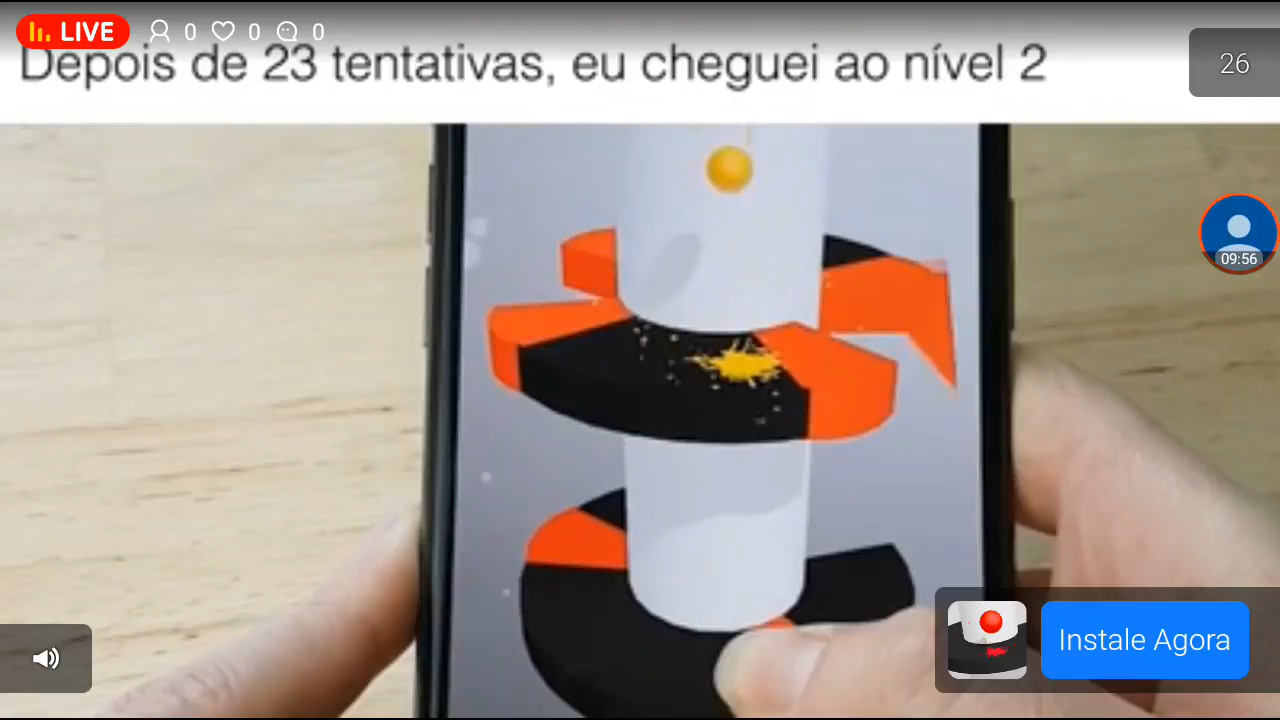 LIVE 0 0 0
Depois de 23 tentativas, eu cheguei ao nível 2
26
09:56
Instale Agora